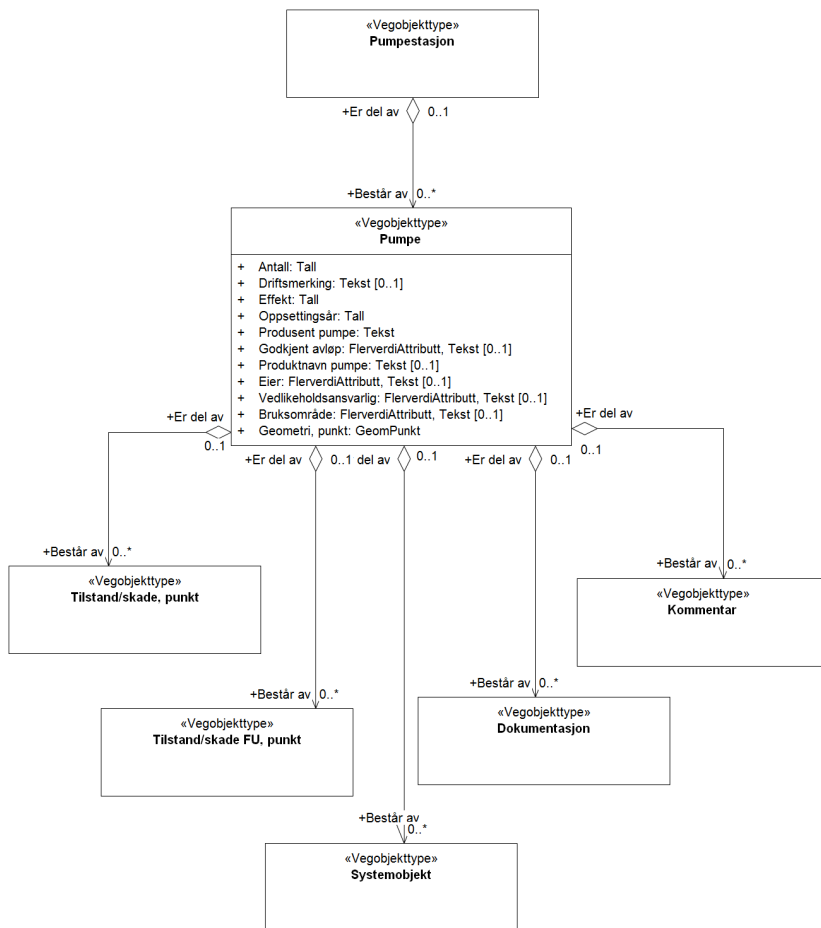 «Vegobjekttype»
Pumpestasjon
+Er del av 0..1
+Består av 0..*
«Vegobjekttype»
Pumpe
+ Antall: Tall
+ Driftsmerking: Tekst [0..1]
+ Effekt: Tall
+ Oppsettingsår: Tall
+ Produsent pumpe: Tekst
+ Godkjent avløp: FlerverdiAttributt, Tekst [0..1]
+ Produktnavn pumpe: Tekst [0..1]
+ Eier: FlerverdiAttributt, Tekst [0..1]
+ Vedlikeholdsansvarlig: FlerverdiAttributt, Tekst [0..1]
+ Bruksområde: FlerverdiAttributt, Tekst [0..1]
+ Geometri, punkt: GeomPunkt
+Er del av
0..1
+Er del av
0..1
+Er del av 0..1 del av 0..1 +Er del av 0..1
+Består av 0..*
«Vegobjekttype»
Tilstand/skade, punkt
+Består av 0..*
«Vegobjekttype»
Kommentar
+Består av 0..*
«Vegobjekttype»
Tilstand/skade FU, punkt
+Består av 0..*
«Vegobjekttype»
Dokumentasjon
+Består av
0..*
«Vegobjekttype»
Systemobjekt